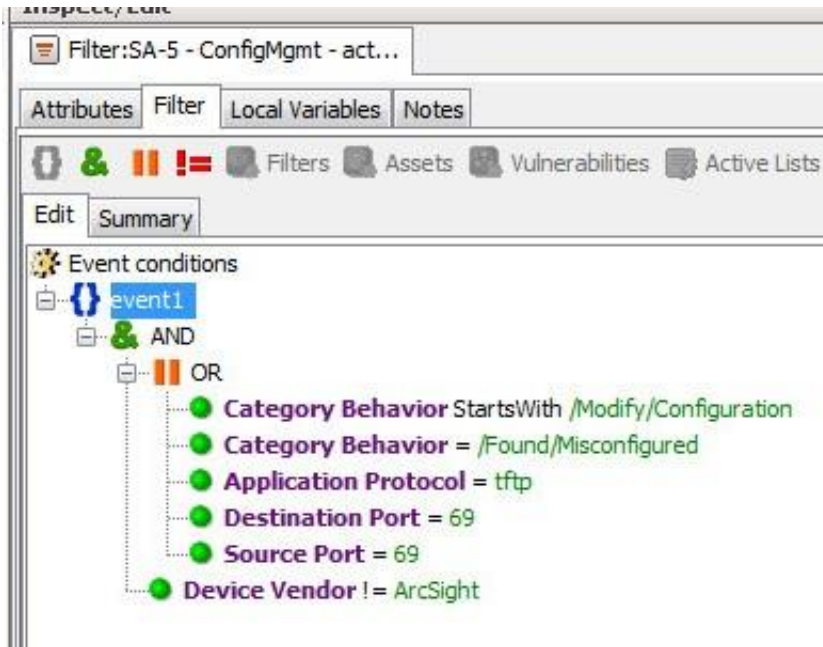 Inspect/Edit
Filter:SA-5 - ConfigMgmt - act...
Attributes Filter Local Variables Notes
{} & != Filters Assets Vulnerabilities Active Lists
Edit Summary
Event conditions
{} event1
& AND
OR
Category Behavior StartsWith /Modify/Configuration
Category Behavior = /Found/Misconfigured
Application Protocol = tftp
Destination Port = 69
Source Port = 69
Device Vendor != ArcSight